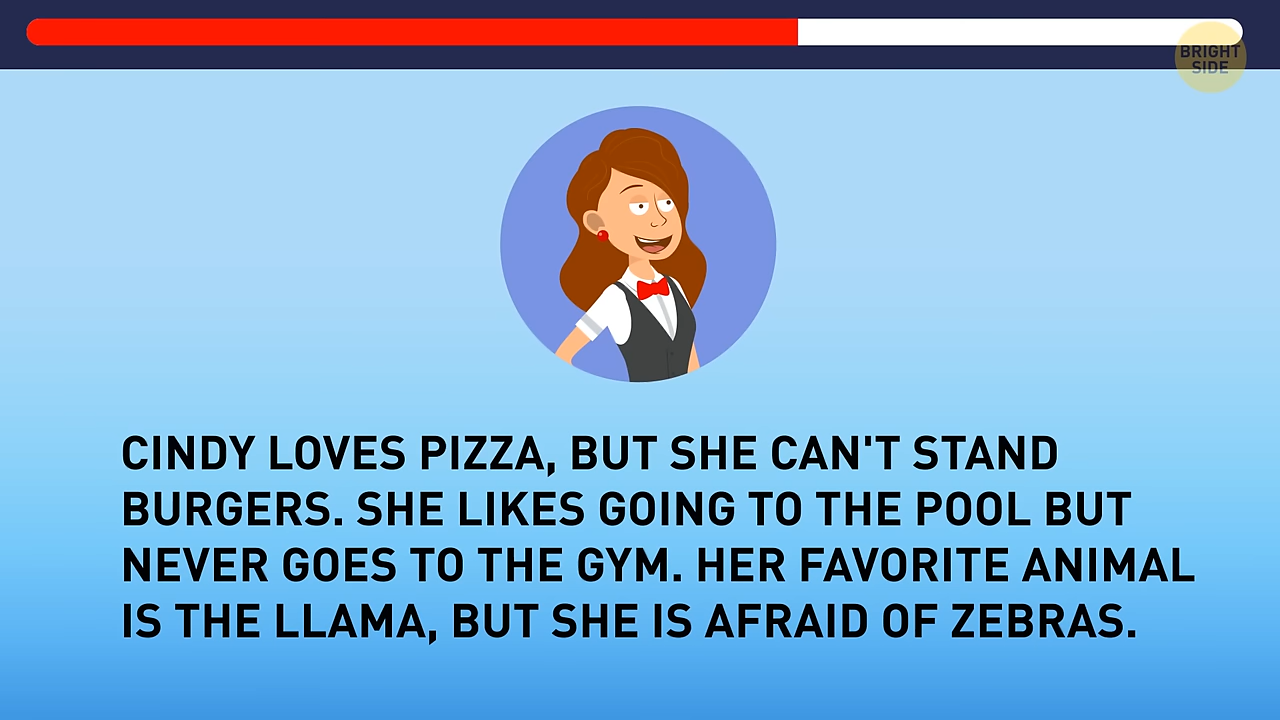 BRIGHT
SIDE
CINDY LOVES PIZZA, BUT SHE CAN'T STAND
BURGERS. SHE LIKES GOING TO THE POOL BUT
NEVER GOES TO THE GYM. HER FAVORITE ANIMAL
IS THE LLAMA, BUT SHE IS AFRAID OF ZEBRAS.